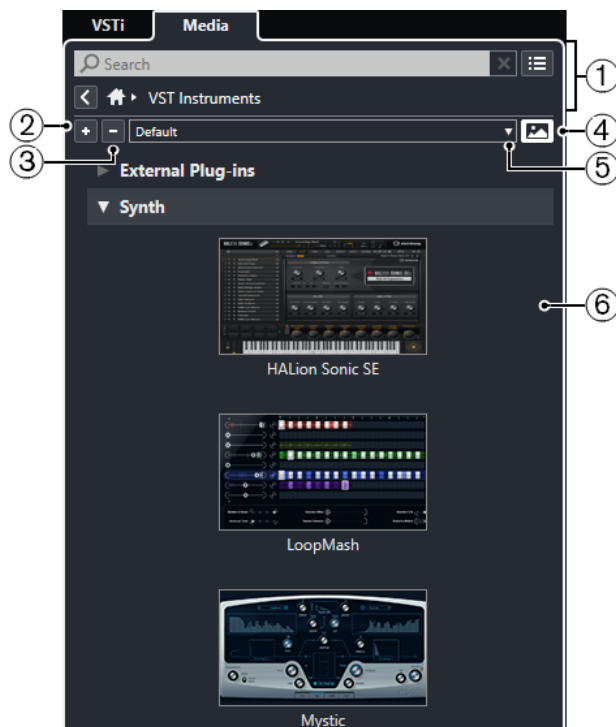 VSTi Media
Search
VST Instruments
Default
External Plug-ins
Synth
HALion Sonic SE
LoopMash
Mystic
1
2
3
4
5
6